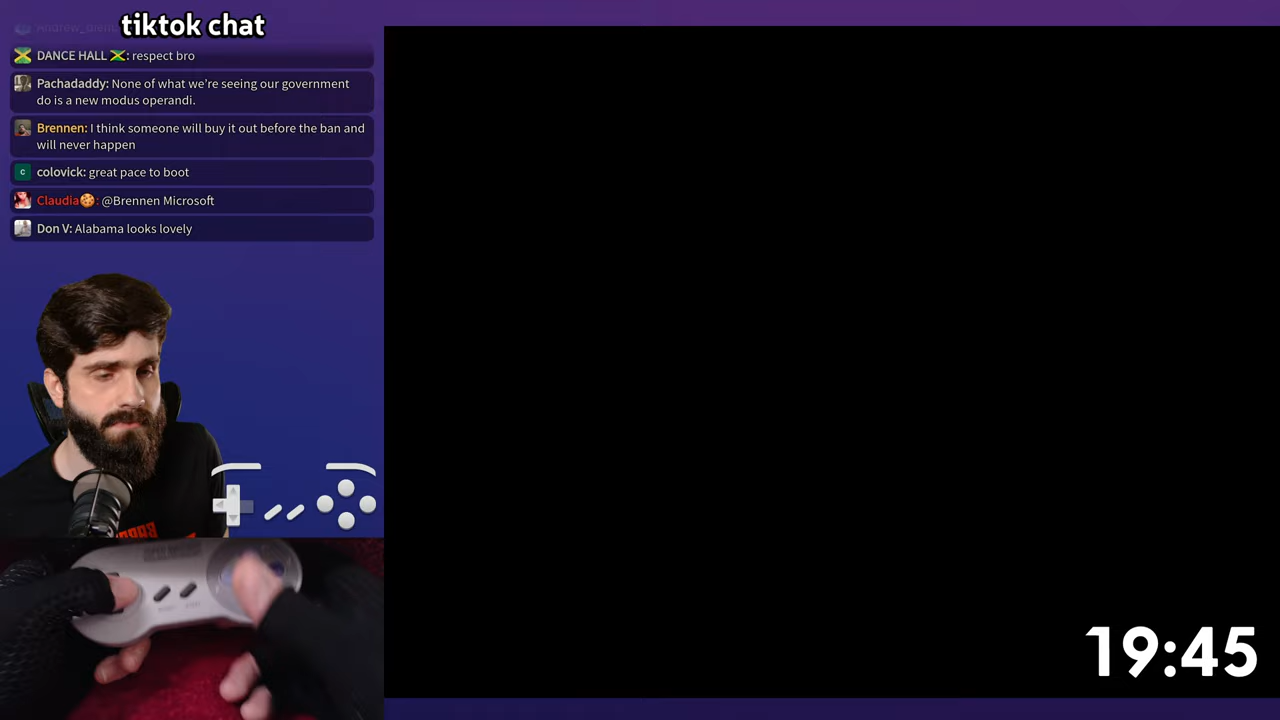 tiktok chat
DANCE HALL 🇯🇲: respect bro
Pachadaddy: None of what we're seeing our government
do is a new modus operandi.
Brennen: I think someone will buy it out before the ban and
will never happen
colovick: great pace to boot
Claudia🍪: @Brennen Microsoft
Don V: Alabama looks lovely
19:45